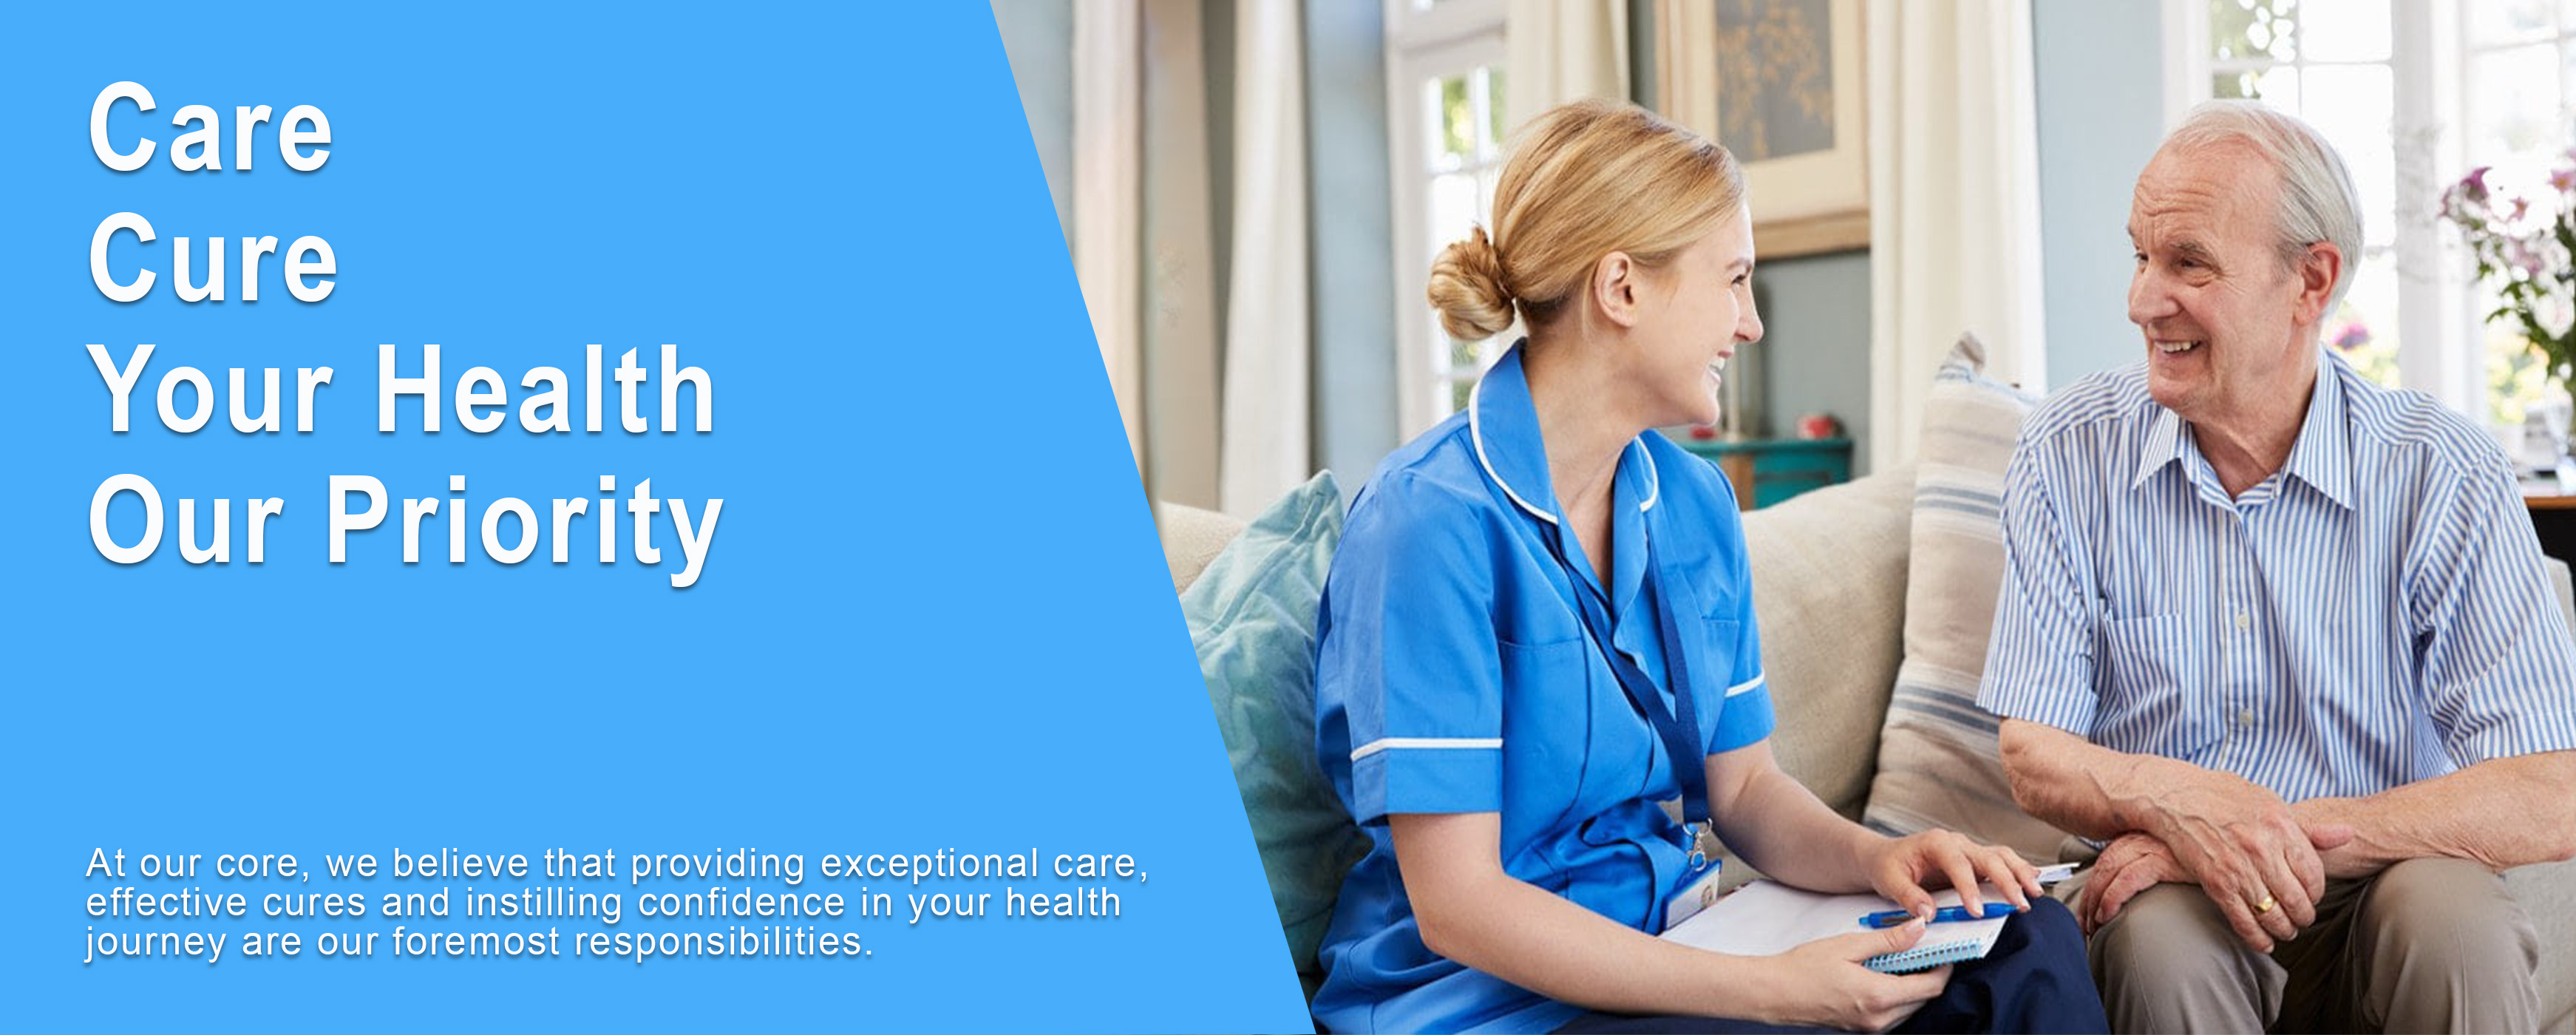 Care
Cure
Your Health
Our Priority
At our core, we believe that providing exceptional care,
effective cures and instilling confidence in your health
journey are our foremost responsibilities.